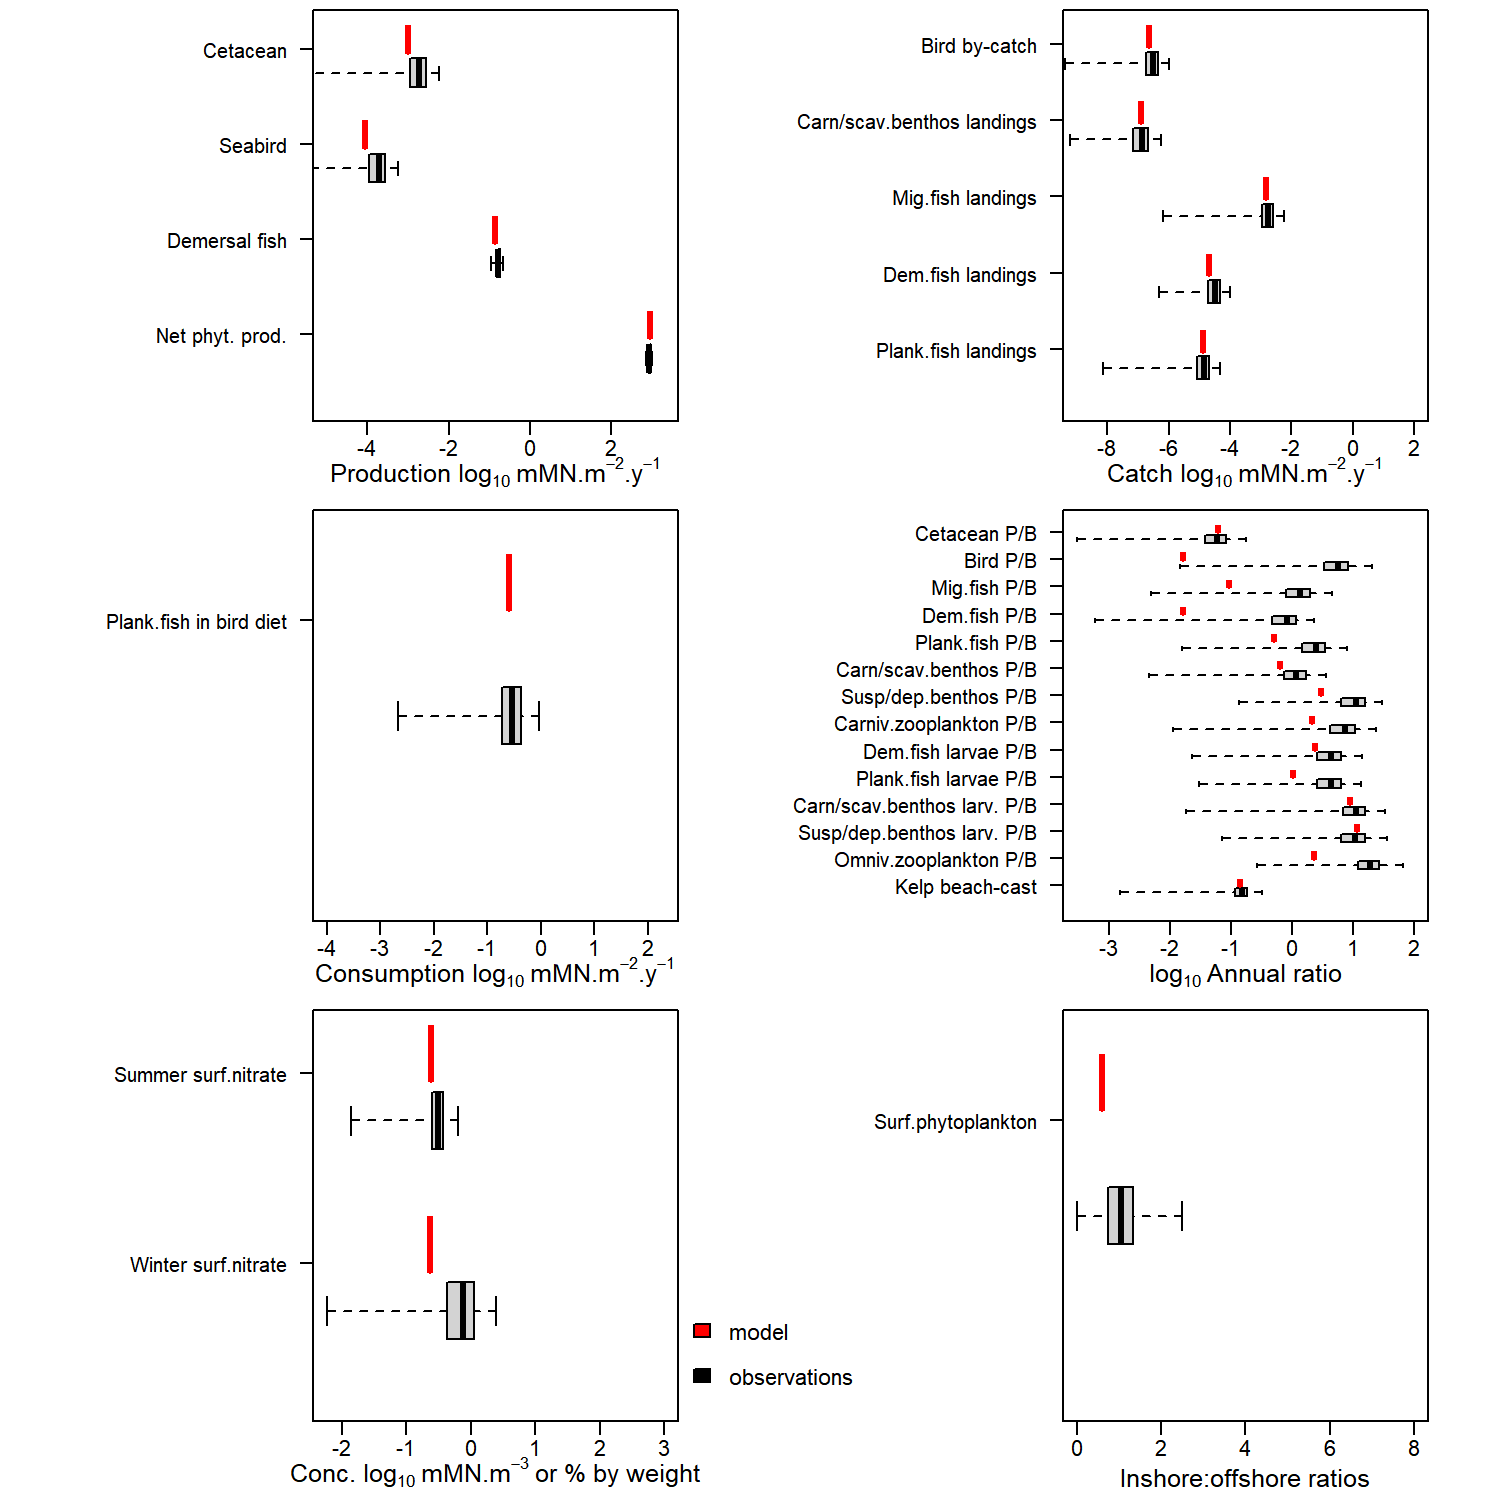 Cetacean
Seabird
Demersal fish
Net phyt. prod.
-4 -2 0 2
Production log₁₀ mMN.m⁻².y⁻¹
Bird by-catch
Carn/scav.benthos landings
Mig.fish landings
Dem.fish landings
Plank.fish landings
-8 -6 -4 -2 0 2
Catch log₁₀ mMN.m⁻².y⁻¹
Plank.fish in bird diet
-4 -3 -2 -1 0 1 2
Consumption log₁₀ mMN.m⁻².y⁻¹
Cetacean P/B
Bird P/B
Mig.fish P/B
Dem.fish P/B
Plank.fish P/B
Carn/scav.benthos P/B
Susp/dep.benthos P/B
Carniv.zooplankton P/B
Dem.fish larvae P/B
Plank.fish larvae P/B
Carn/scav.benthos larv. P/B
Susp/dep.benthos larv. P/B
Omniv.zooplankton P/B
Kelp beach-cast
-3 -2 -1 0 1 2
log₁₀ Annual ratio
Summer surf.nitrate
Winter surf.nitrate
-2 -1 0 1 2 3
Conc. log₁₀ mMN.m⁻³ or % by weight
model
observations
Surf.phytoplankton
0 2 4 6 8
Inshore:offshore ratios